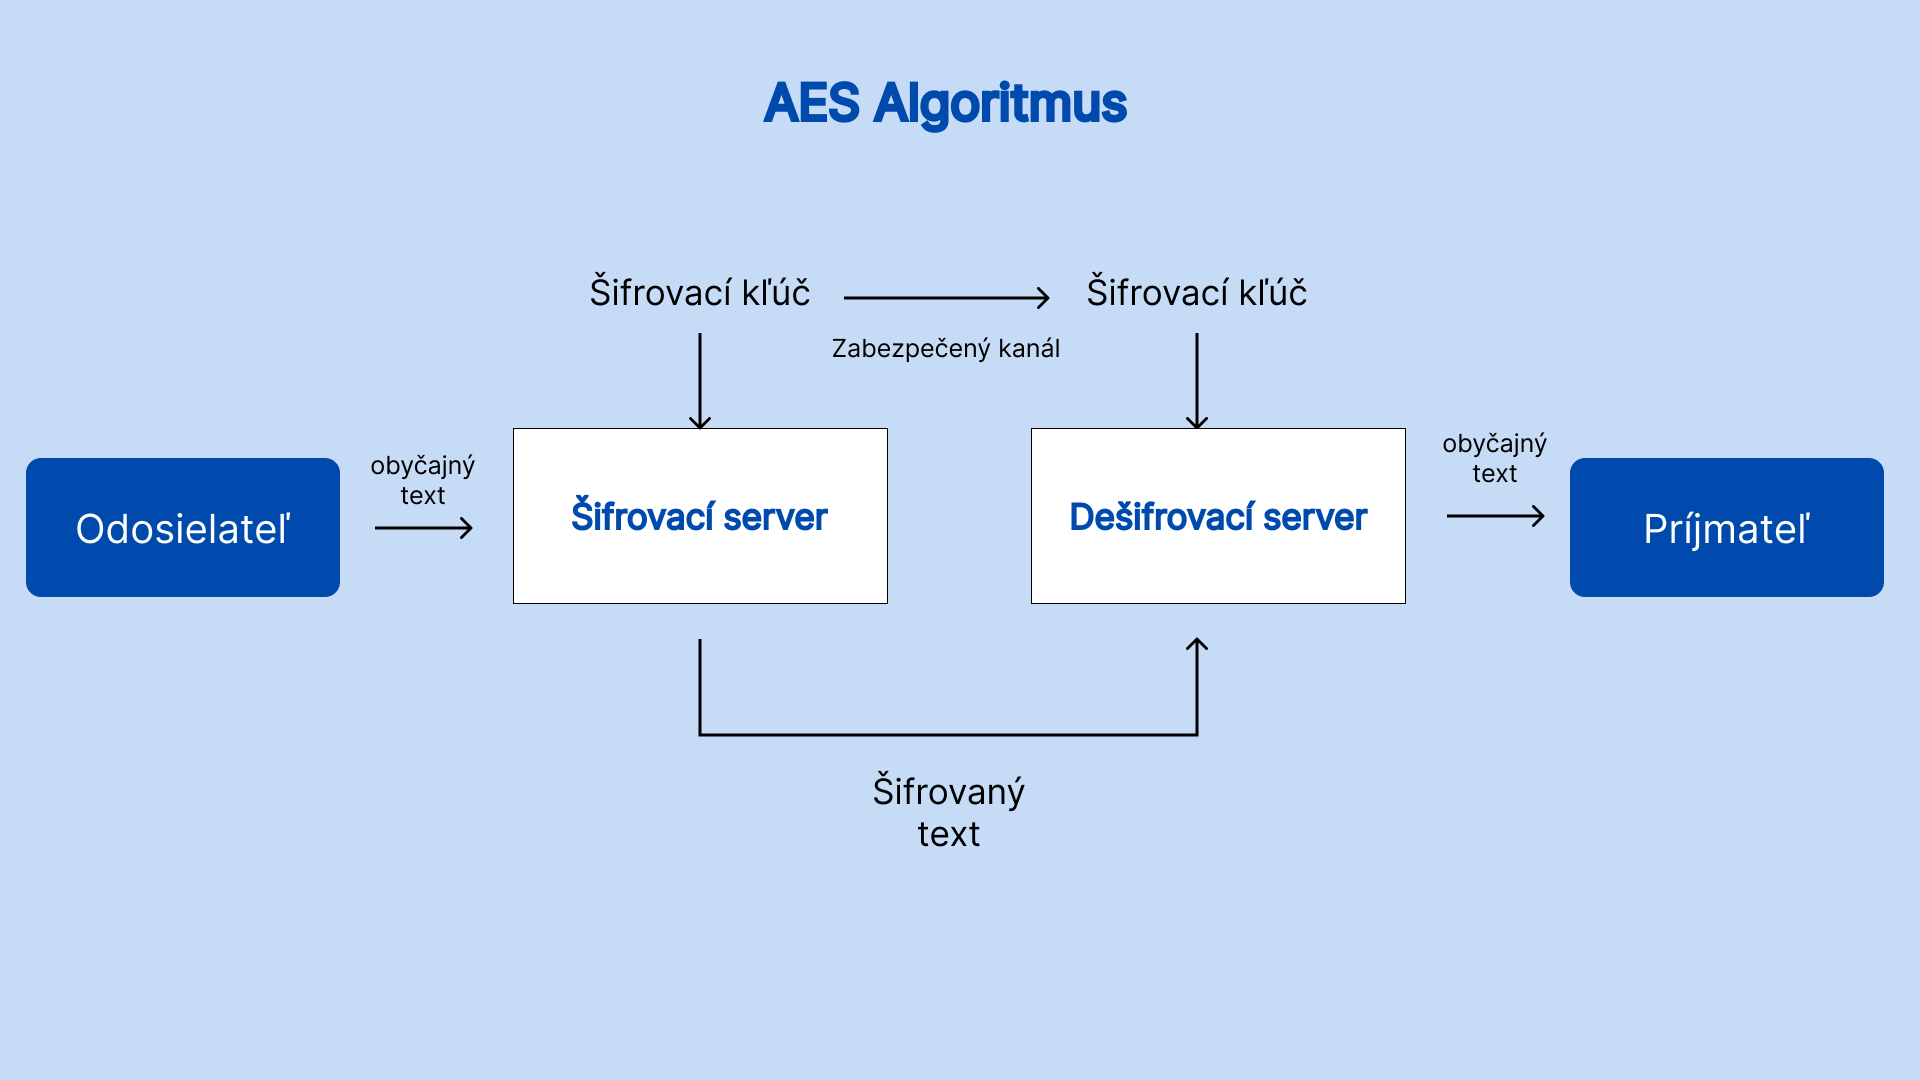 AES Algoritmus
Šifrovací kľúč
Šifrovací kľúč
Zabezpečený kanál
obyčajný
text
obyčajný
text
Odosielateľ
Šifrovací server
Dešifrovací server
Príjmateľ
Šifrovaný
text